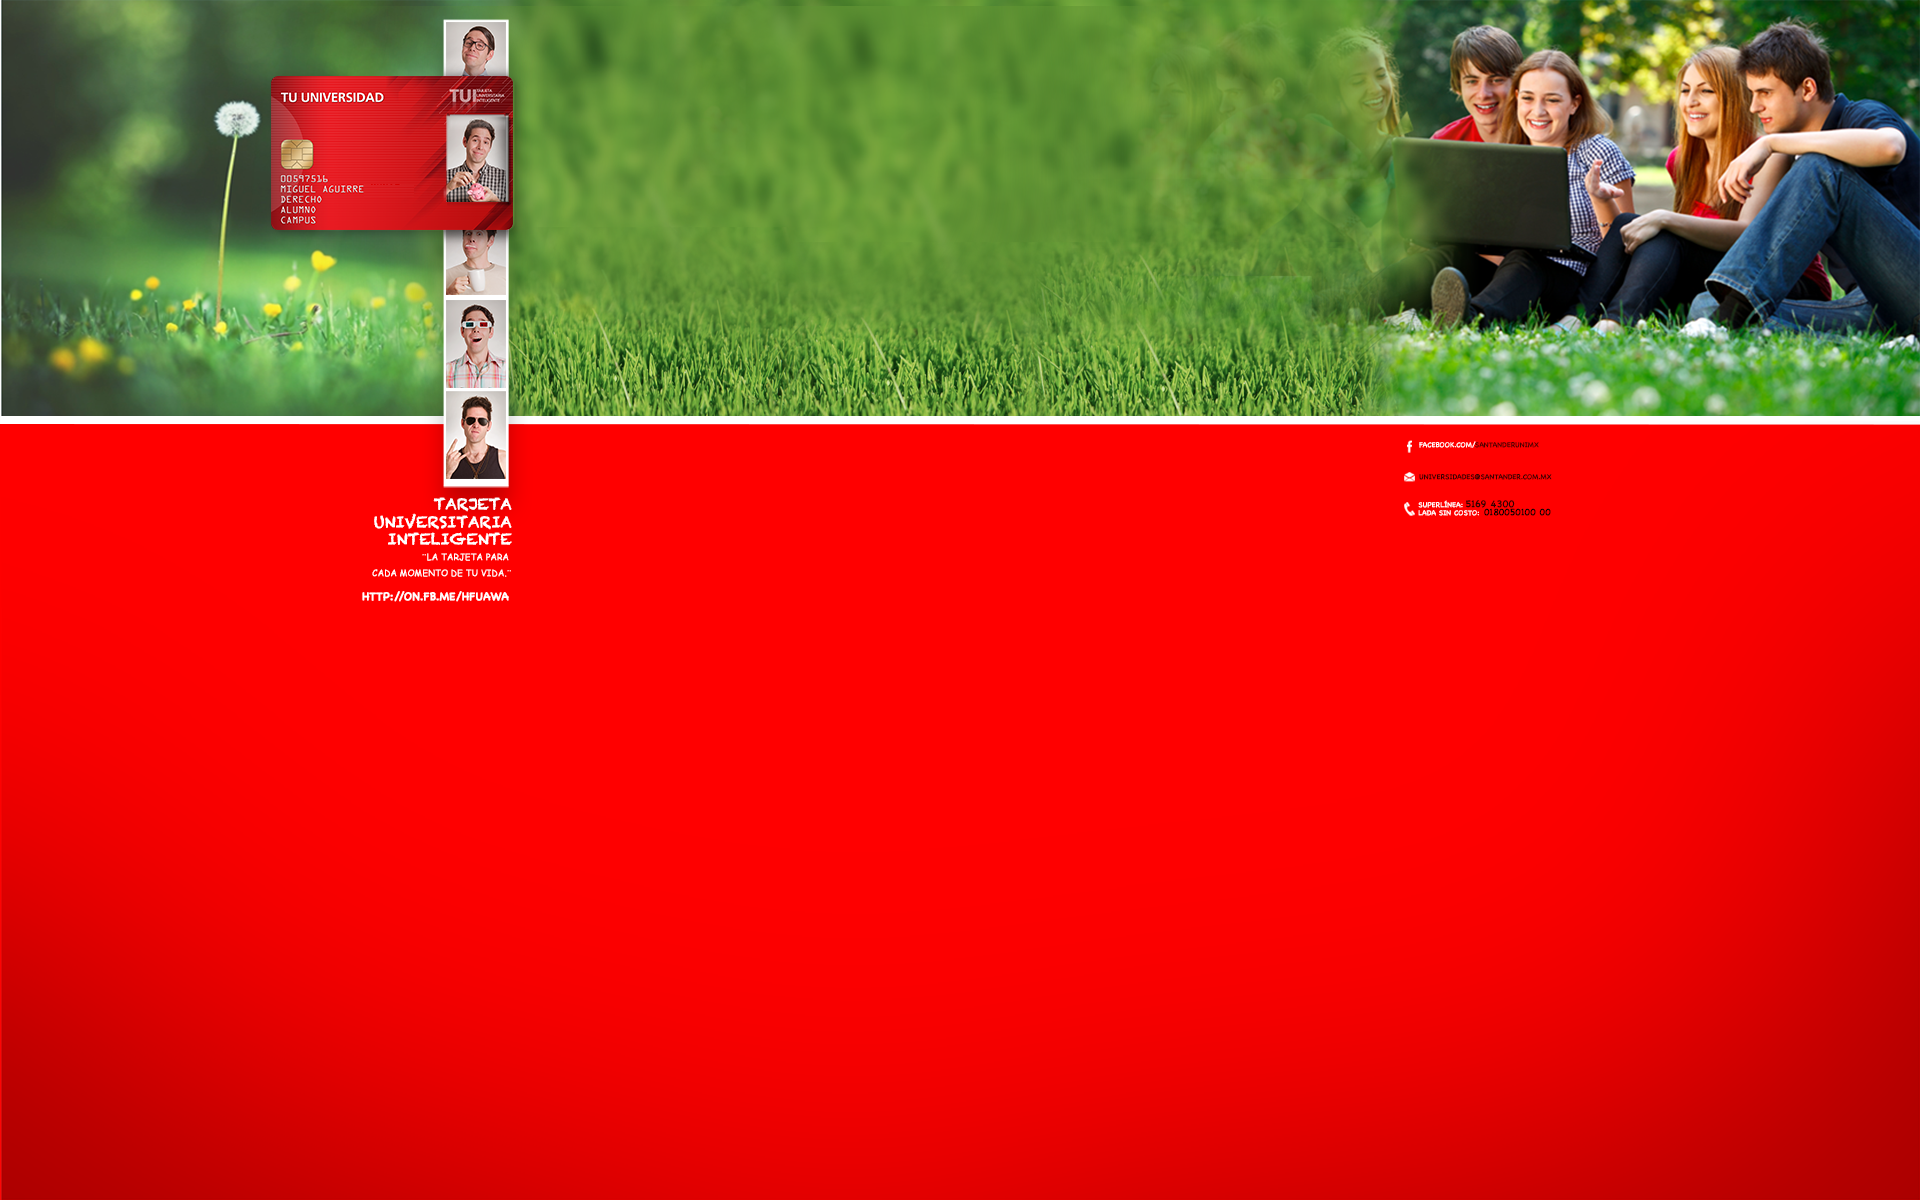 TU UNIVERSIDAD
TUI TARJETA
UNIVERSITARIA
INTELIGENTE
00597516
MIGUEL AGUIRRE
DERECHO
ALUMNO
CAMPUS
TARJETA
UNIVERSITARIA
INTELIGENTE
"LA TARJETA PARA
CADA MOMENTO DE TU VIDA."
HTTP://ON.FB.ME/HFUAWA
FACEBOOK.COM/SANTANDERUNIMX
UNIVERSIDADES@SANTANDER.COM.MX
SUPERLÍNEA: 5169 4300
LADA SIN COSTO: 0180050100 00